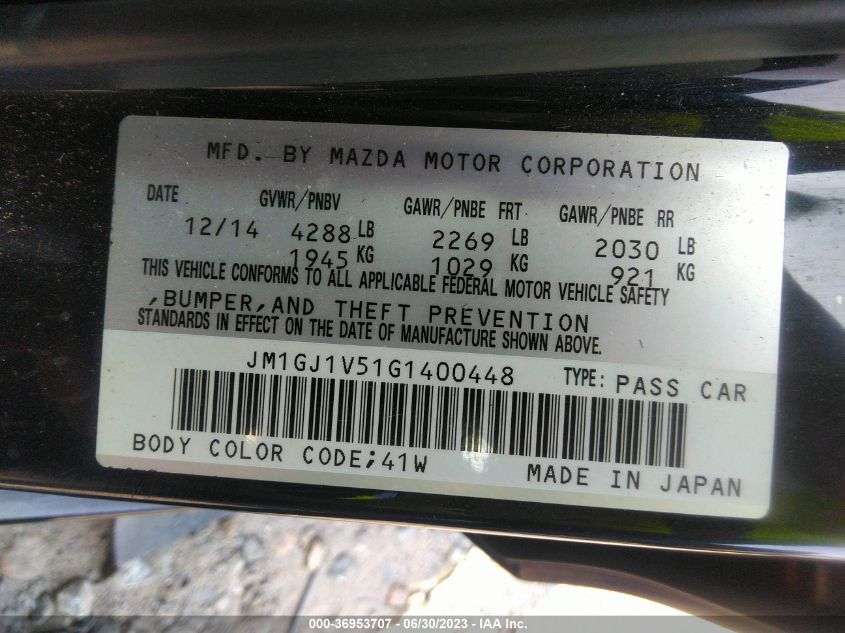 MFD. BY MAZDA MOTOR CORPORATION
DATE GVWR/PNBV GAWR/PNBE FRT GAWR/PNBE RR
12/14 4288 LB 2269 LB 2030 LB
1945 KG 1029 KG 921 KG
THIS VEHICLE CONFORMS TO ALL APPLICABLE FEDERAL MOTOR VEHICLE SAFETY
,BUMPER,AND THEFT PREVENTION
STANDARDS IN EFFECT ON THE DATE OF MANUFACTURE SHOWN ABOVE.
JM1GJ1V51G1400448 TYPE: PASS CAR
BODY COLOR CODE;41W MADE IN JAPAN
000-36953707 - 06/30/2023 - IAA Inc.